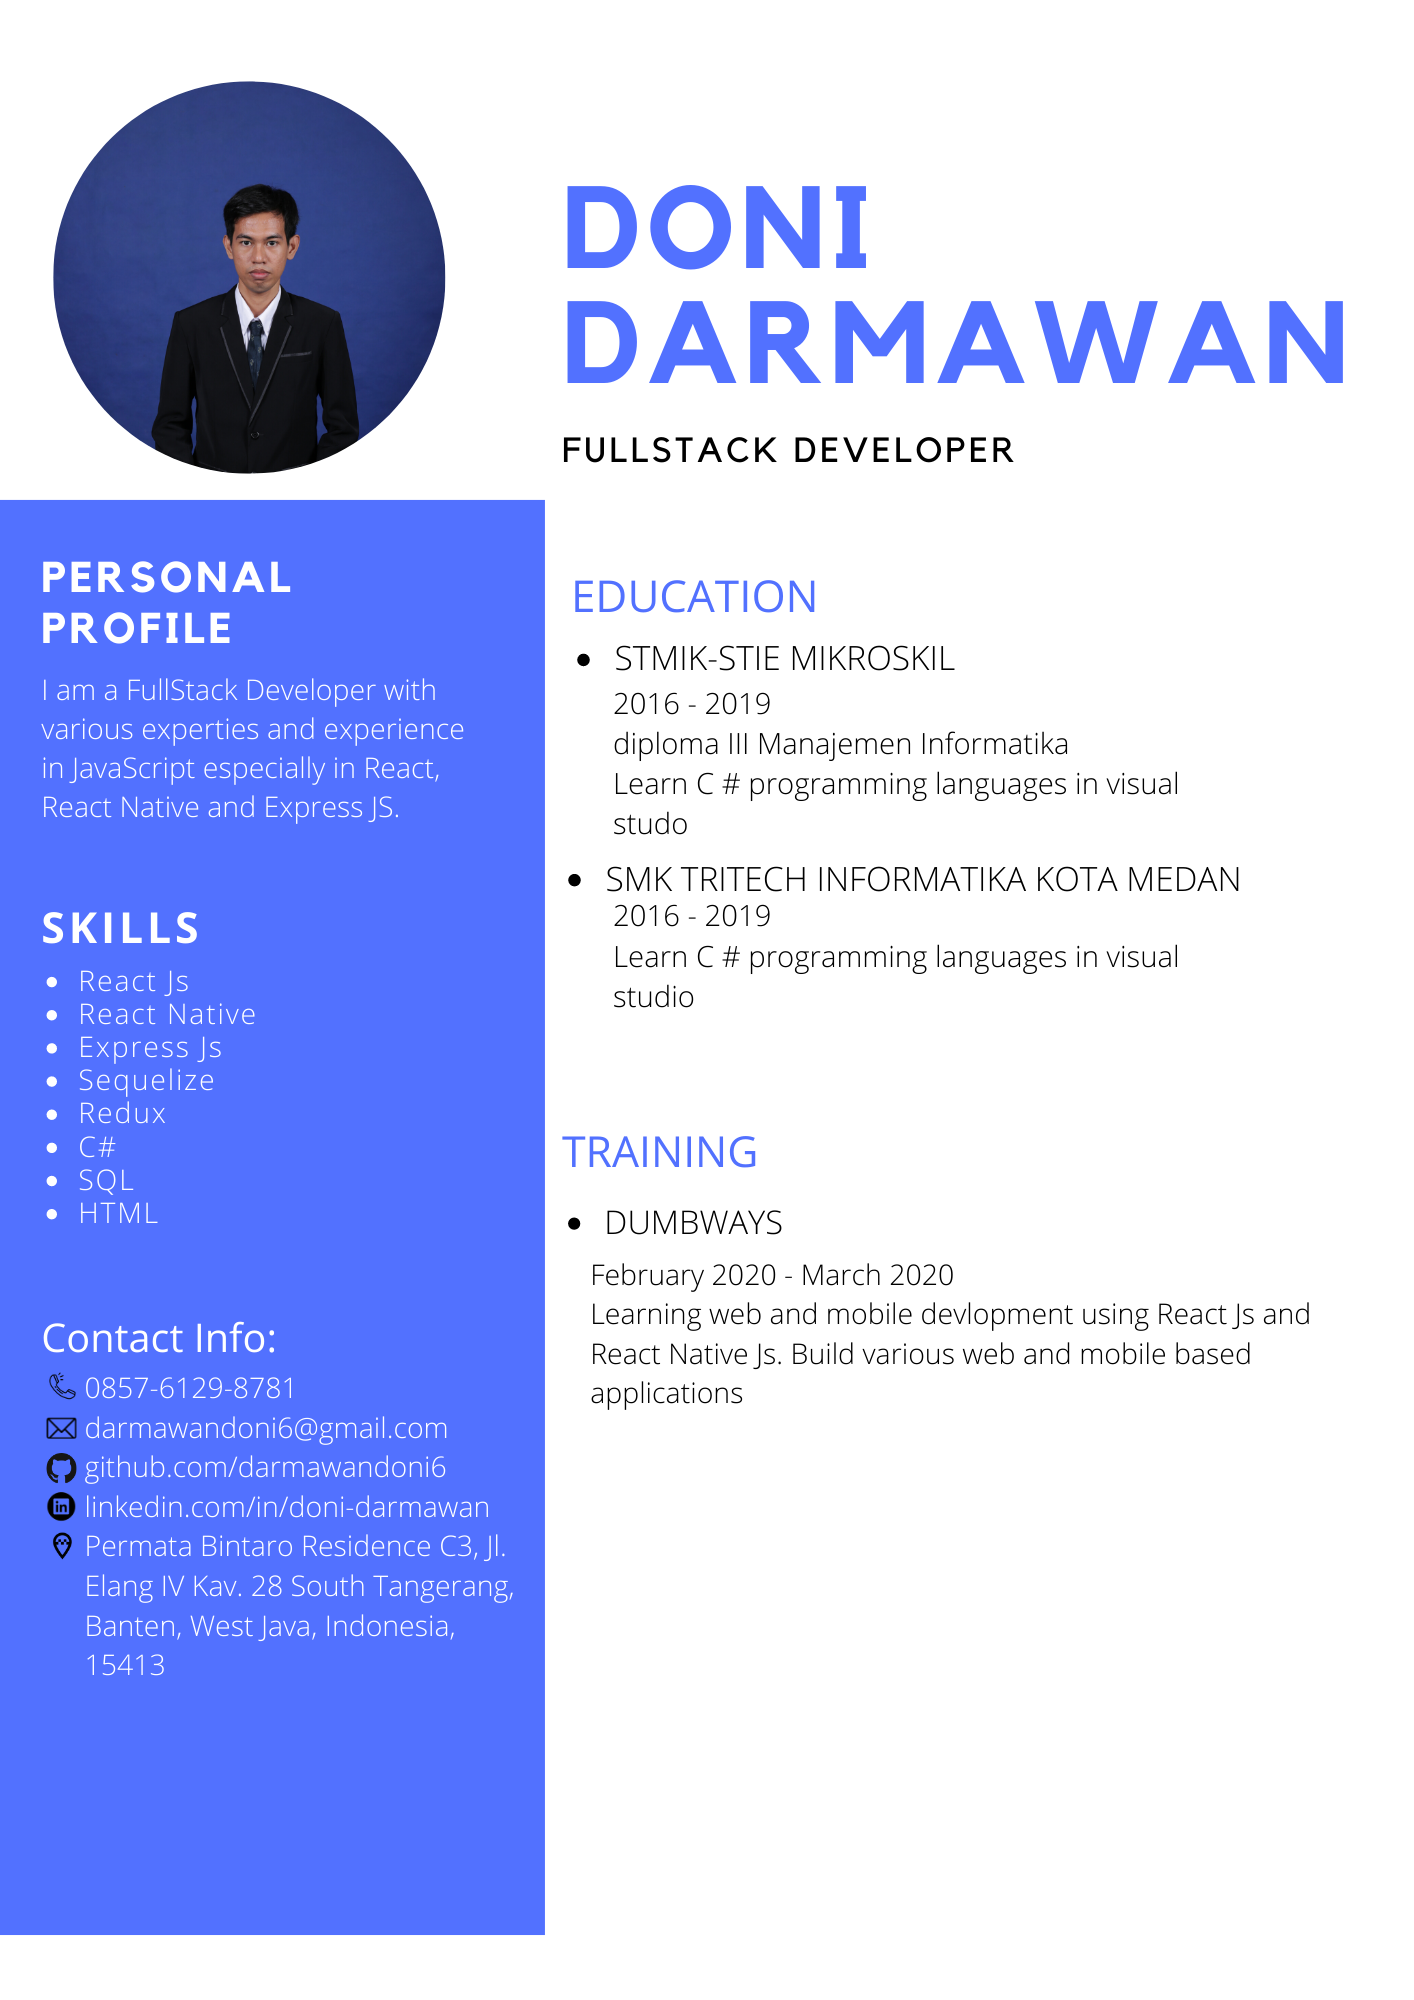 DONI
DARMAWAN
FULLSTACK DEVELOPER
PERSONAL
PROFILE
I am a FullStack Developer with
various experties and experience
in JavaScript especially in React,
React Native and Express JS.
SKILLS
• React Js
• React Native
• Express Js
• Sequelize
• Redux
• C#
• SQL
• HTML
Contact Info:
0857-6129-8781
darmawandoni6@gmail.com
github.com/darmawandoni6
linkedin.com/in/doni-darmawan
Permata Bintaro Residence C3, Jl.
Elang IV Kav. 28 South Tangerang,
Banten, West Java, Indonesia,
15413
EDUCATION
• STMIK-STIE MIKROSKIL
2016 - 2019
diploma III Manajemen Informatika
Learn C # programming languages in visual
studo
• SMK TRITECH INFORMATIKA KOTA MEDAN
2016 - 2019
Learn C # programming languages in visual
studio
TRAINING
• DUMBWAYS
February 2020 - March 2020
Learning web and mobile devlopment using React Js and
React Native Js. Build various web and mobile based
applications